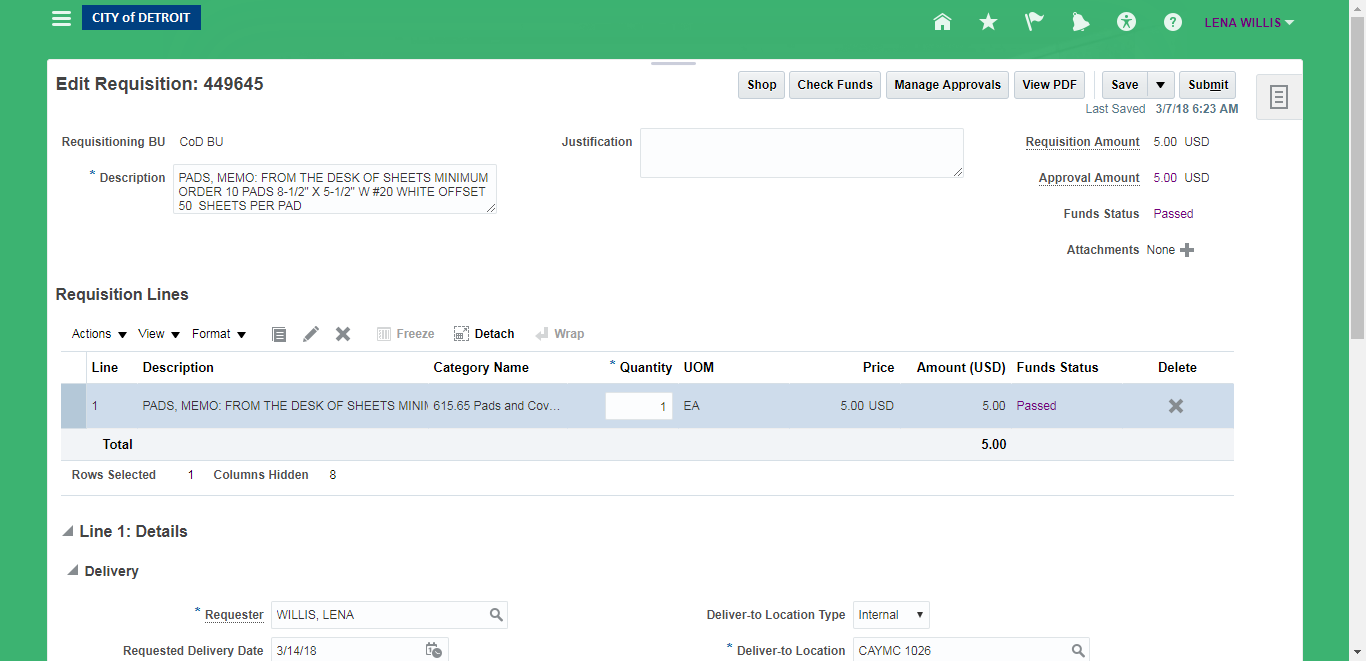 CITY of DETROIT
LENA WILLIS
Edit Requisition: 449645
Shop
Check Funds
Manage Approvals
View PDF
Save
Submit
Last Saved 3/7/18 6:23 AM
Requisitioning BU CoD BU
* Description PADS, MEMO: FROM THE DESK OF SHEETS MINIMUM
ORDER 10 PADS 8-1/2" X 5-1/2" W #20 WHITE OFFSET
50 SHEETS PER PAD
Justification
Requisition Amount 5.00 USD
Approval Amount 5.00 USD
Funds Status Passed
Attachments None
Requisition Lines
Actions View Format Freeze Detach Wrap
Line Description Category Name * Quantity UOM Price Amount (USD) Funds Status Delete
1 PADS, MEMO: FROM THE DESK OF SHEETS MINI 615.65 Pads and Cov... 1 EA 5.00 USD 5.00 Passed
Total 5.00
Rows Selected 1 Columns Hidden 8
Line 1: Details
Delivery
* Requester WILLIS, LENA
Deliver-to Location Type Internal
Requested Delivery Date 3/14/18
* Deliver-to Location CAYMC 1026